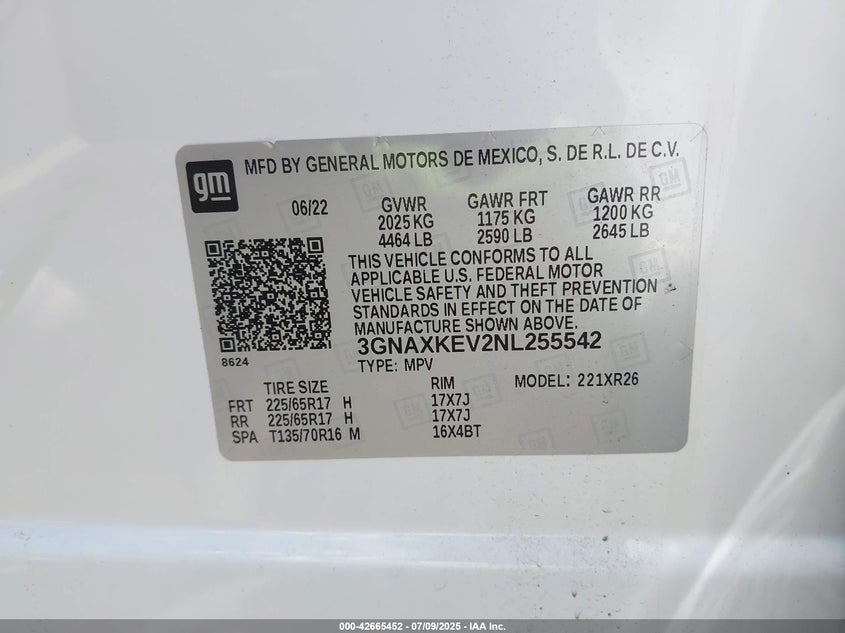 gm
MFD BY GENERAL MOTORS DE MEXICO, S. DE R.L. DE C.V.
06/22 GVWR GAWR FRT GAWR RR
2025 KG 1175 KG 1200 KG
4464 LB 2590 LB 2645 LB
THIS VEHICLE CONFORMS TO ALL
APPLICABLE U.S. FEDERAL MOTOR
VEHICLE SAFETY AND THEFT PREVENTION
STANDARDS IN EFFECT ON THE DATE OF
MANUFACTURE SHOWN ABOVE.
3GNAXKEV2NL255542
8624
TYPE: MPV
TIRE SIZE RIM MODEL: 221XR26
FRT 225/65R17 H 17X7J
RR 225/65R17 H 17X7J
SPA T135/70R16 M 16X4BT
000-42665452 | 07/09/2025 - IAA Inc.